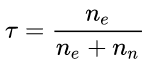 τ = n_e / (n_e + n_n)